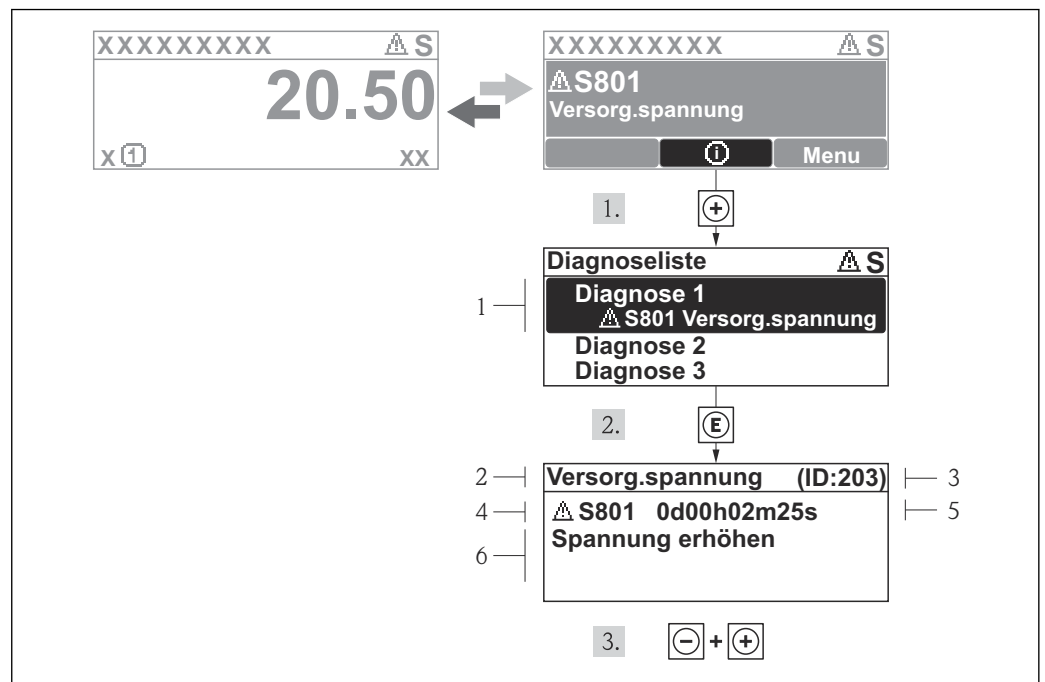 XXXXXXXXX ⚠ S
20.50
x ① xx
XXXXXXXXX ⚠ S
⚠ S801
Versorg.spannung
ⓘ Menu
1. ⊕
Diagnoseliste ⚠ S
1
Diagnose 1
⚠ S801 Versorg.spannung
Diagnose 2
Diagnose 3
2. Ⓔ
2 Versorg.spannung (ID:203) 3
4 ⚠ S801 0d00h02m25s 5
6 Spannung erhöhen
3. ⊖ + ⊕